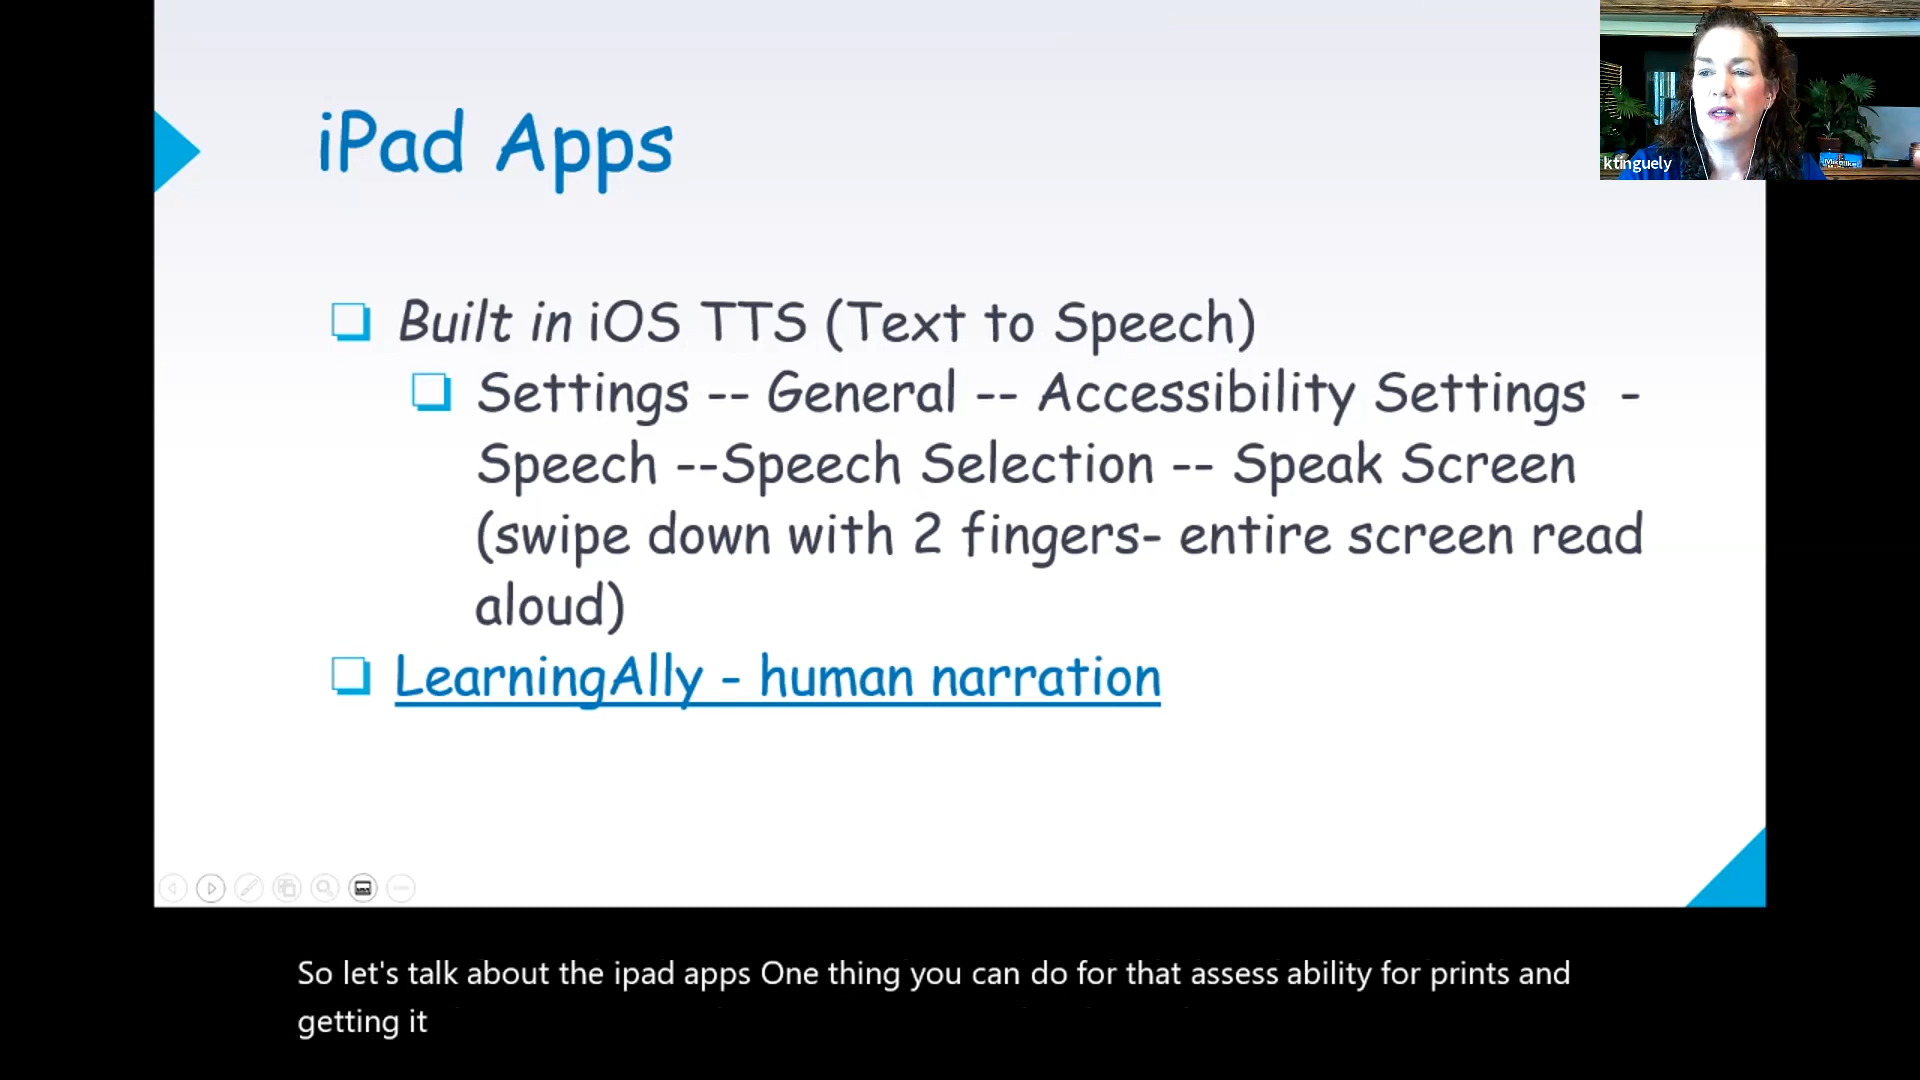 iPad Apps
ktinguely
Built in iOS TTS (Text to Speech)
Settings -- General -- Accessibility Settings -
Speech --Speech Selection -- Speak Screen
(swipe down with 2 fingers- entire screen read
aloud)
LearningAlly - human narration
So let's talk about the ipad apps One thing you can do for that assess ability for prints and
getting it